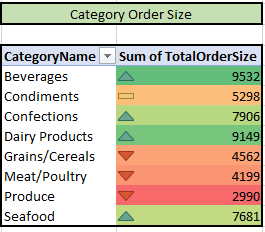 Category Order Size
CategoryName Sum of TotalOrderSize
Beverages 9532
Condiments 5298
Confections 7906
Dairy Products 9149
Grains/Cereals 4562
Meat/Poultry 4199
Produce 2990
Seafood 7681